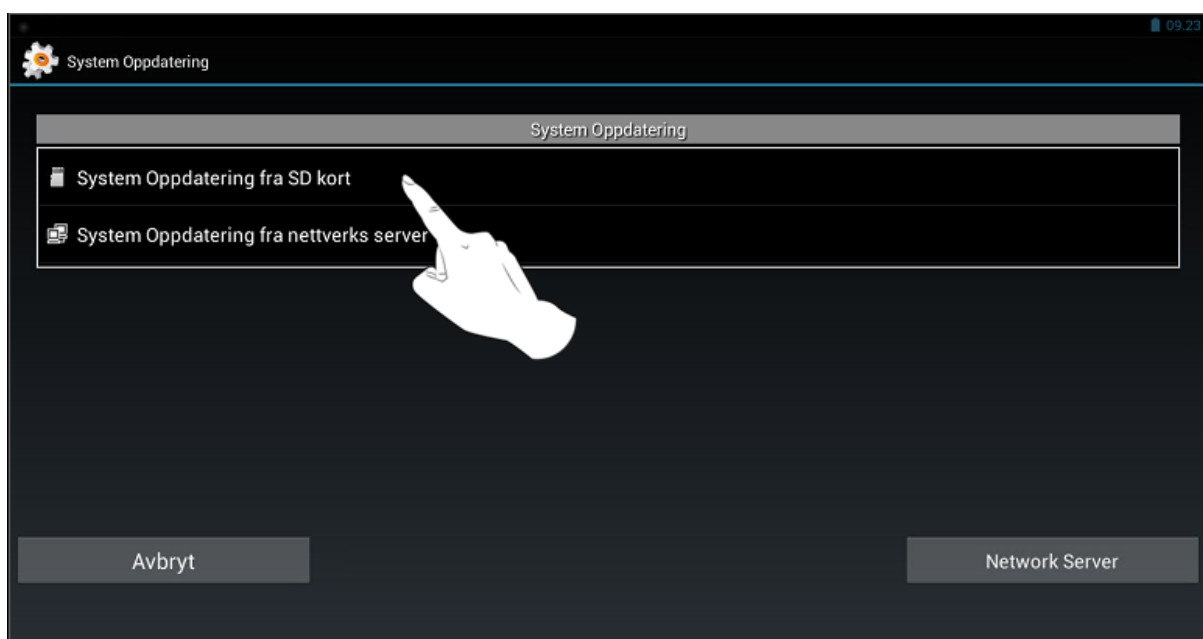 09.23
System Oppdatering
System Oppdatering
System Oppdatering fra SD kort
System Oppdatering fra nettverks server
Avbryt
Network Server